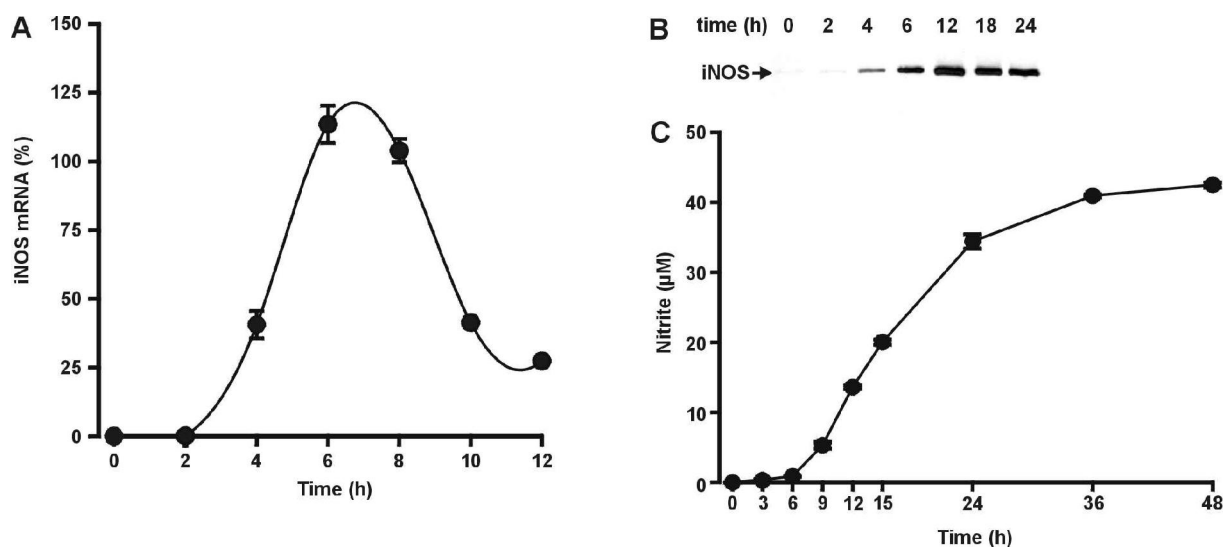 A
150
125
100
75
50
25
0
iNOS mRNA (%)
0 2 4 6 8 10 12
Time (h)
B
time (h) 0 2 4 6 12 18 24
iNOS
C
50
40
30
20
10
0
Nitrite (µM)
0 3 6 9 12 15 24 36 48
Time (h)